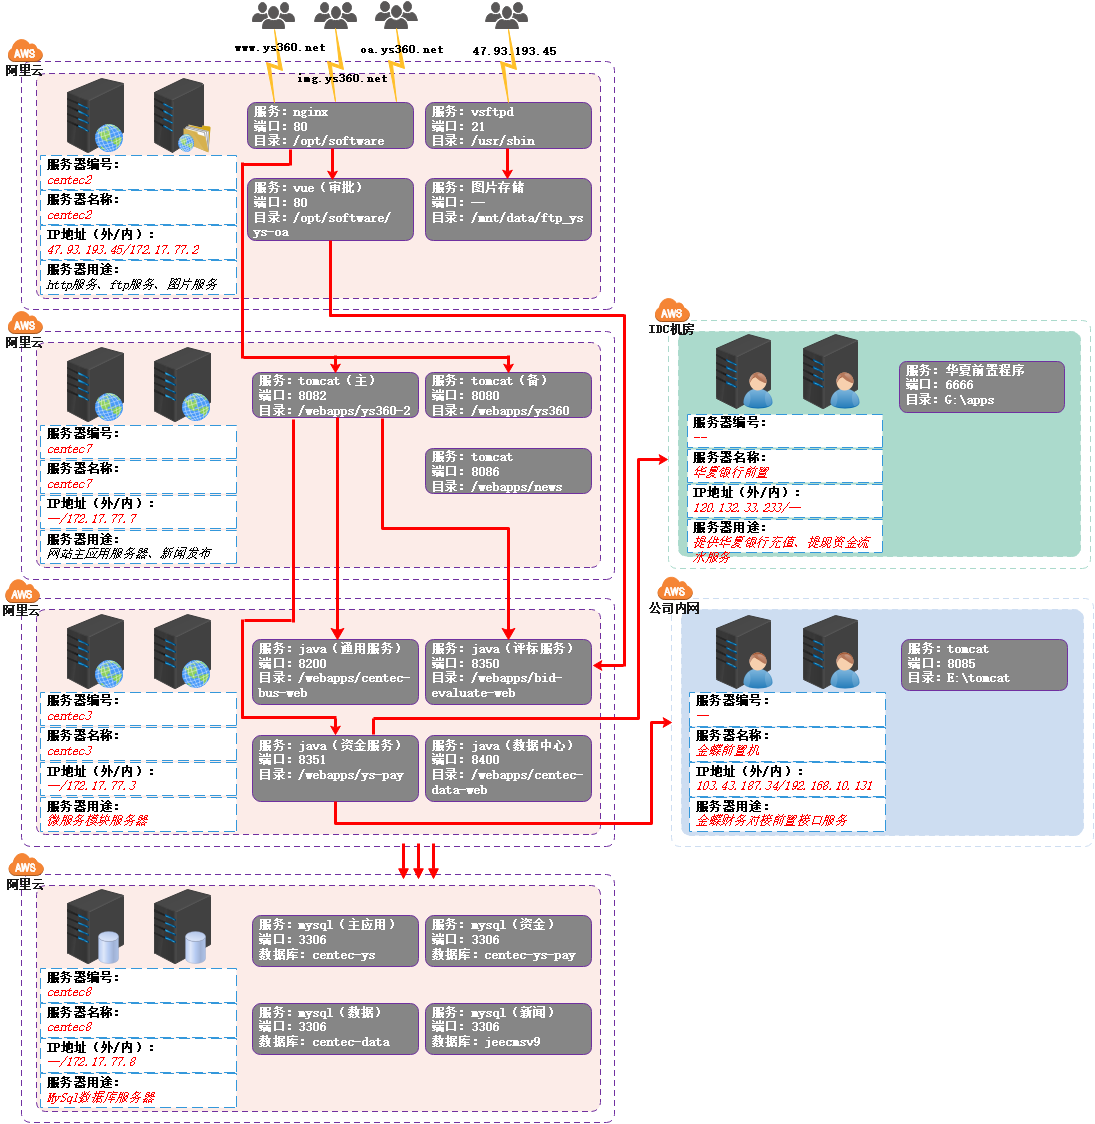 www.ys360.net
oa.ys360.net
47.93.193.45
img.ys360.net
AWS
阿里云
服务：nginx
端口：80
目录：/opt/software
服务：vsftpd
端口：21
目录：/usr/sbin
服务器编号：
centec2
服务器名称：
centec2
IP地址（外/内）：
47.93.193.45/172.17.77.2
服务器用途：
http服务、ftp服务、图片服务
服务：vue（审批）
端口：80
目录：/opt/software/
ys-oa
服务：图片存储
端口：——
目录：/mnt/data/ftp_ys
AWS
阿里云
服务：tomcat（主）
端口：8082
目录：/webapps/ys360-2
服务：tomcat（备）
端口：8080
目录：/webapps/ys360
服务：tomcat
端口：8086
目录：/webapps/news
服务器编号：
centec7
服务器名称：
centec7
IP地址（外/内）：
——/172.17.77.7
服务器用途：
网站主应用服务器、新闻发布
AWS
IDC机房
服务：华夏前置程序
端口：6666
目录：G:\apps
服务器编号：
--
服务器名称：
华夏银行前置
IP地址（外/内）：
120.132.33.233/——
服务器用途：
提供华夏银行充值、提现资金流
水服务
AWS
阿里云
服务：java（通用服务）
端口：8200
目录：/webapps/centec-
bus-web
服务：java（评标服务）
端口：8350
目录：/webapps/bid-
evaluate-web
服务：java（资金服务）
端口：8351
目录：/webapps/ys-pay
服务：java（数据中心）
端口：8400
目录：/webapps/centec-
data-web
服务器编号：
centec3
服务器名称：
centec3
IP地址（外/内）：
——/172.17.77.3
服务器用途：
微服务模块服务器
AWS
公司内网
服务：tomcat
端口：8085
目录：E:\tomcat
服务器编号：
——
服务器名称：
金蝶前置机
IP地址（外/内）：
103.43.187.34/192.168.10.131
服务器用途：
金蝶财务对接前置接口服务
AWS
阿里云
服务：mysql（主应用）
端口：3306
数据库：centec-ys
服务：mysql（资金）
端口：3306
数据库：centec-ys-pay
服务：mysql（数据）
端口：3306
数据库：centec-data
服务：mysql（新闻）
端口：3306
数据库：jeecmsv9
服务器编号：
centec8
服务器名称：
centec8
IP地址（外/内）：
——/172.17.77.8
服务器用途：
MySql数据库服务器